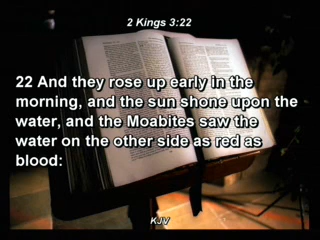 2 Kings 3:22
22 And they rose up early in the
morning, and the sun shone upon the
water, and the Moabites saw the
water on the other side as red as
blood:
KJV